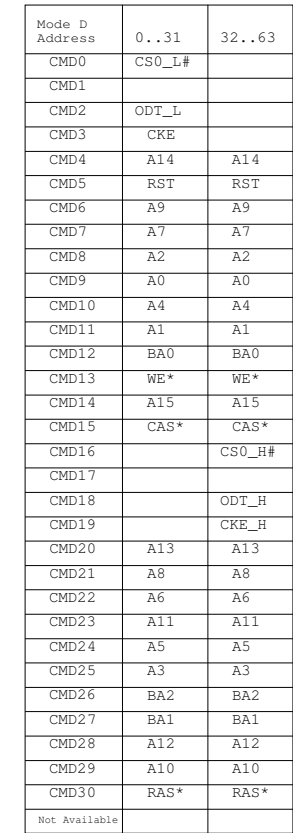 Mode D
Address 0..31 32..63
CMD0 CS0_L#
CMD1
CMD2 ODT_L
CMD3 CKE
CMD4 A14 A14
CMD5 RST RST
CMD6 A9 A9
CMD7 A7 A7
CMD8 A2 A2
CMD9 A0 A0
CMD10 A4 A4
CMD11 A1 A1
CMD12 BA0 BA0
CMD13 WE* WE*
CMD14 A15 A15
CMD15 CAS* CAS*
CMD16 CS0_H#
CMD17
CMD18 ODT_H
CMD19 CKE_H
CMD20 A13 A13
CMD21 A8 A8
CMD22 A6 A6
CMD23 A11 A11
CMD24 A5 A5
CMD25 A3 A3
CMD26 BA2 BA2
CMD27 BA1 BA1
CMD28 A12 A12
CMD29 A10 A10
CMD30 RAS* RAS*
Not Available